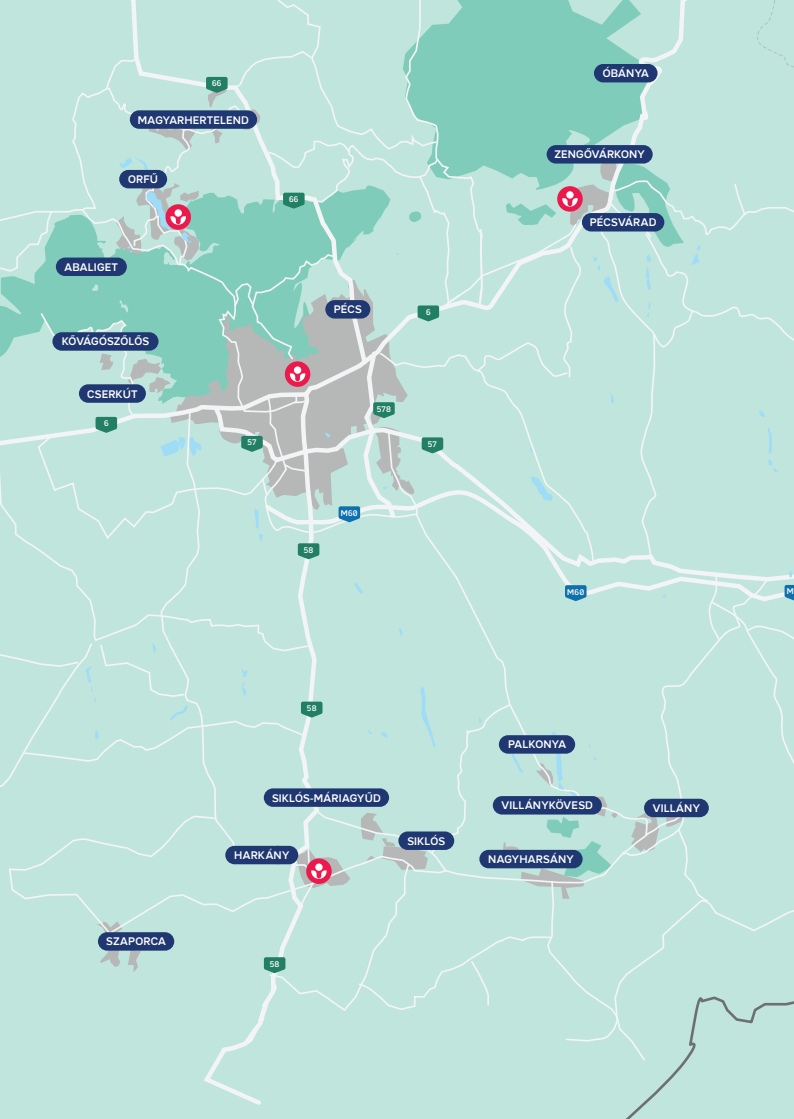 ÓBÁNYA
66
MAGYARHERTELEND
ZENGŐVÁRKONY
ORFŰ
66
PÉCSVÁRAD
ABALIGET
PÉCS
6
KŐVÁGÓSZŐLŐS
CSERKÚT
578
6
57
57
M60
58
M60
58
PALKONYA
SIKLÓS-MÁRIAGYŰD
VILLÁNYKÖVESD
VILLÁNY
SIKLÓS
HARKÁNY
NAGYHARSÁNY
SZAPORCA
58